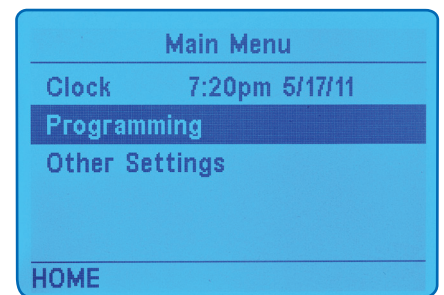 Main Menu
Clock 7:20pm 5/17/11
Programming
Other Settings
HOME